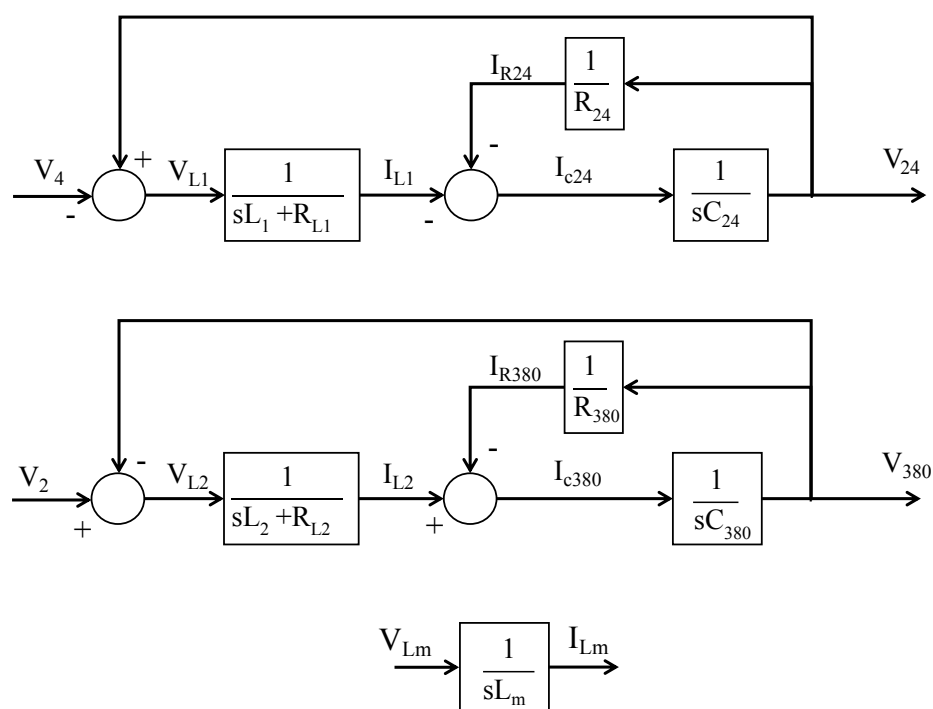 I_R24
1
R_24
-
V_4
-
+
V_L1
1
sL_1 +R_L1
I_L1
-
I_c24
1
sC_24
V_24
I_R380
1
R_380
-
V_2
+
-
V_L2
1
sL_2 +R_L2
I_L2
+
I_c380
1
sC_380
V_380
V_Lm
1
sL_m
I_Lm